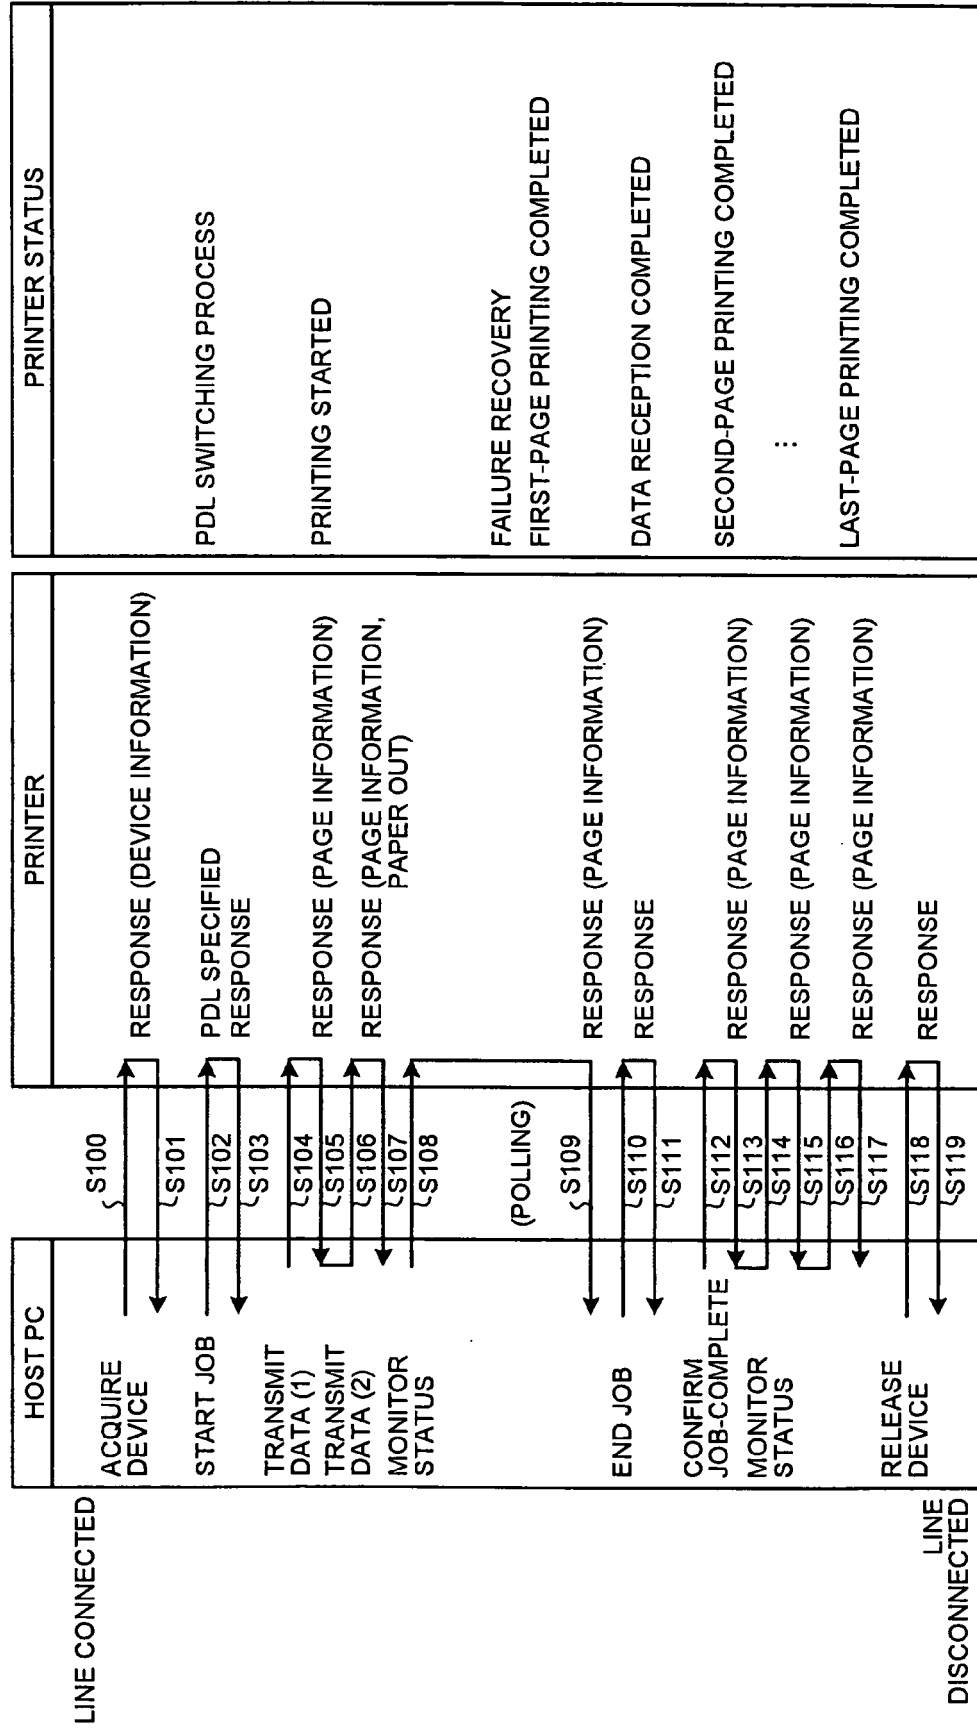 HOST PC
PRINTER
PRINTER STATUS
LINE CONNECTED
ACQUIRE
DEVICE
S100
RESPONSE (DEVICE INFORMATION)
S101
START JOB
S102
PDL SPECIFIED
RESPONSE
S103
PDL SWITCHING PROCESS
TRANSMIT
DATA (1)
S104
RESPONSE (PAGE INFORMATION)
S105
PRINTING STARTED
TRANSMIT
DATA (2)
S106
RESPONSE (PAGE INFORMATION,
PAPER OUT)
S107
MONITOR
STATUS
S108
(POLLING)
FAILURE RECOVERY
FIRST-PAGE PRINTING COMPLETED
S109
RESPONSE (PAGE INFORMATION)
END JOB
S110
RESPONSE
S111
DATA RECEPTION COMPLETED
CONFIRM
JOB-COMPLETE
S112
RESPONSE (PAGE INFORMATION)
S113
SECOND-PAGE PRINTING COMPLETED
MONITOR
STATUS
S114
RESPONSE (PAGE INFORMATION)
S115
...
S116
RESPONSE (PAGE INFORMATION)
S117
LAST-PAGE PRINTING COMPLETED
RELEASE
DEVICE
S118
RESPONSE
S119
LINE
DISCONNECTED